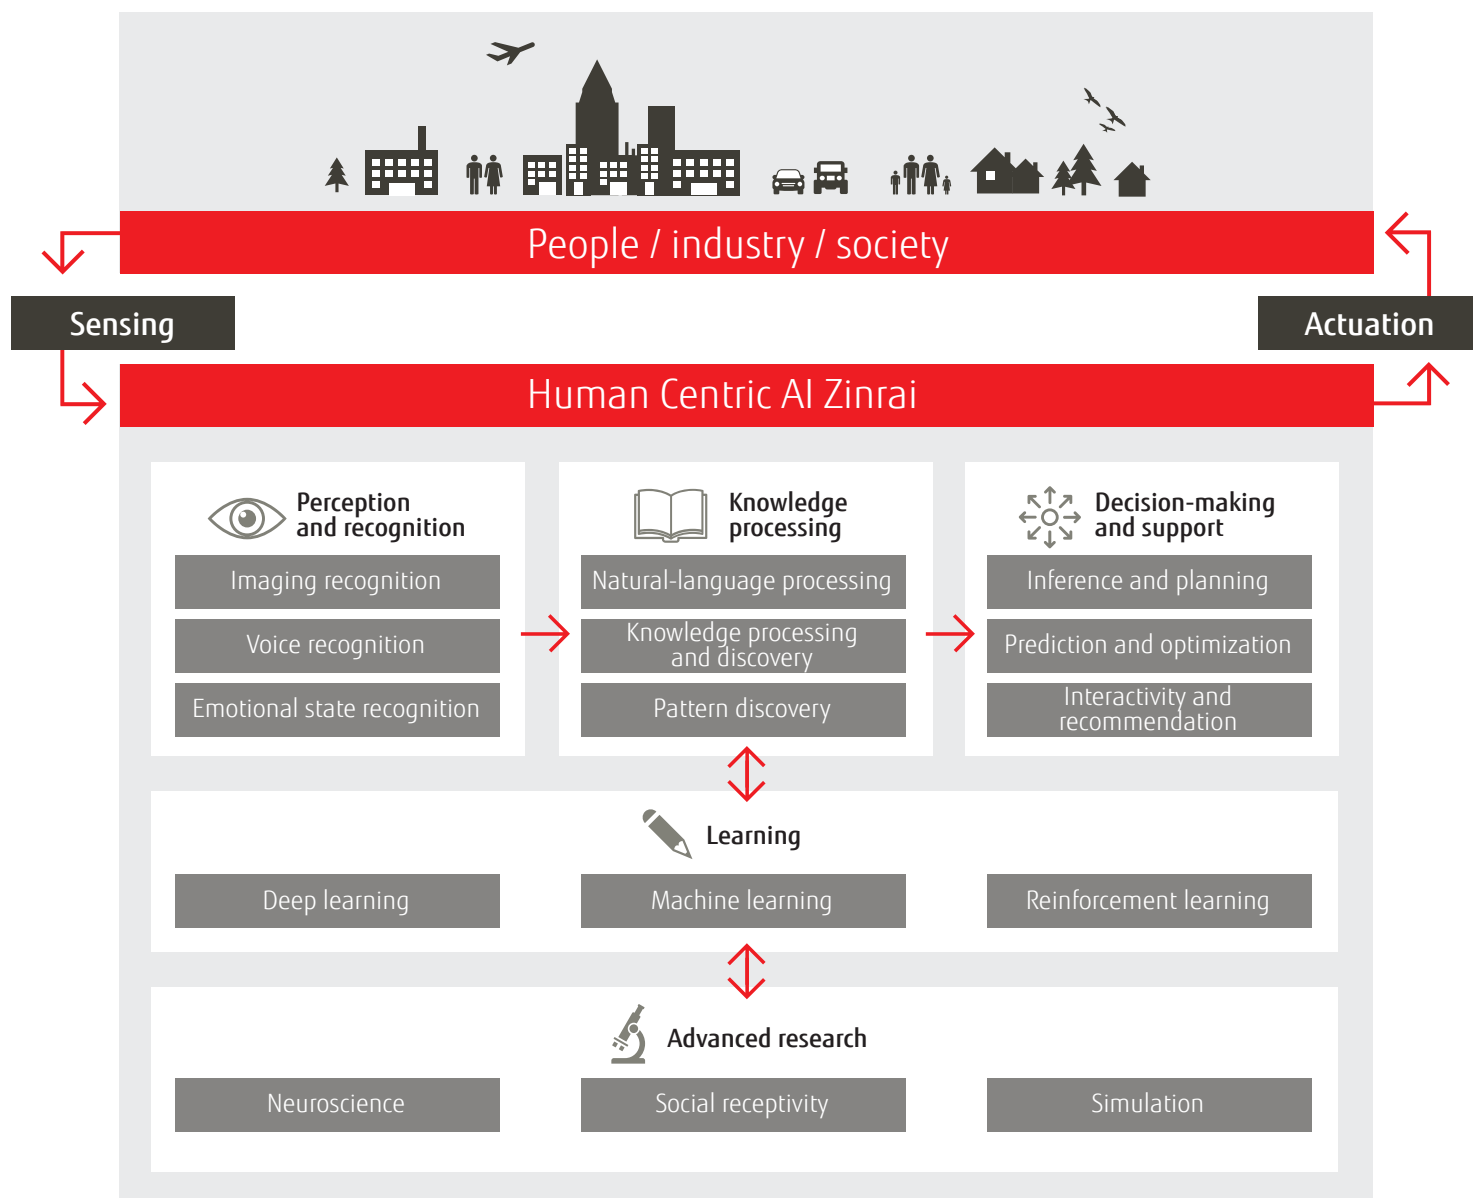 People / industry / society
Sensing
Actuation
Human Centric AI Zinrai
Perception
and recognition
Imaging recognition
Voice recognition
Emotional state recognition
Knowledge
processing
Natural-language processing
Knowledge processing
and discovery
Pattern discovery
Decision-making
and support
Inference and planning
Prediction and optimization
Interactivity and
recommendation
Learning
Deep learning
Machine learning
Reinforcement learning
Advanced research
Neuroscience
Social receptivity
Simulation